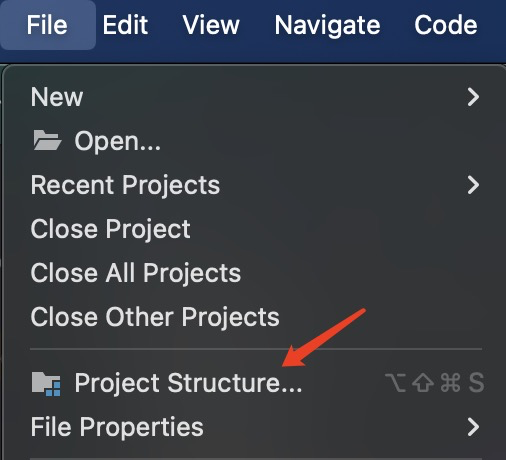 File Edit View Navigate Code
New
Open...
Recent Projects
Close Project
Close All Projects
Close Other Projects
Project Structure... ⌥⇧⌘ S
File Properties